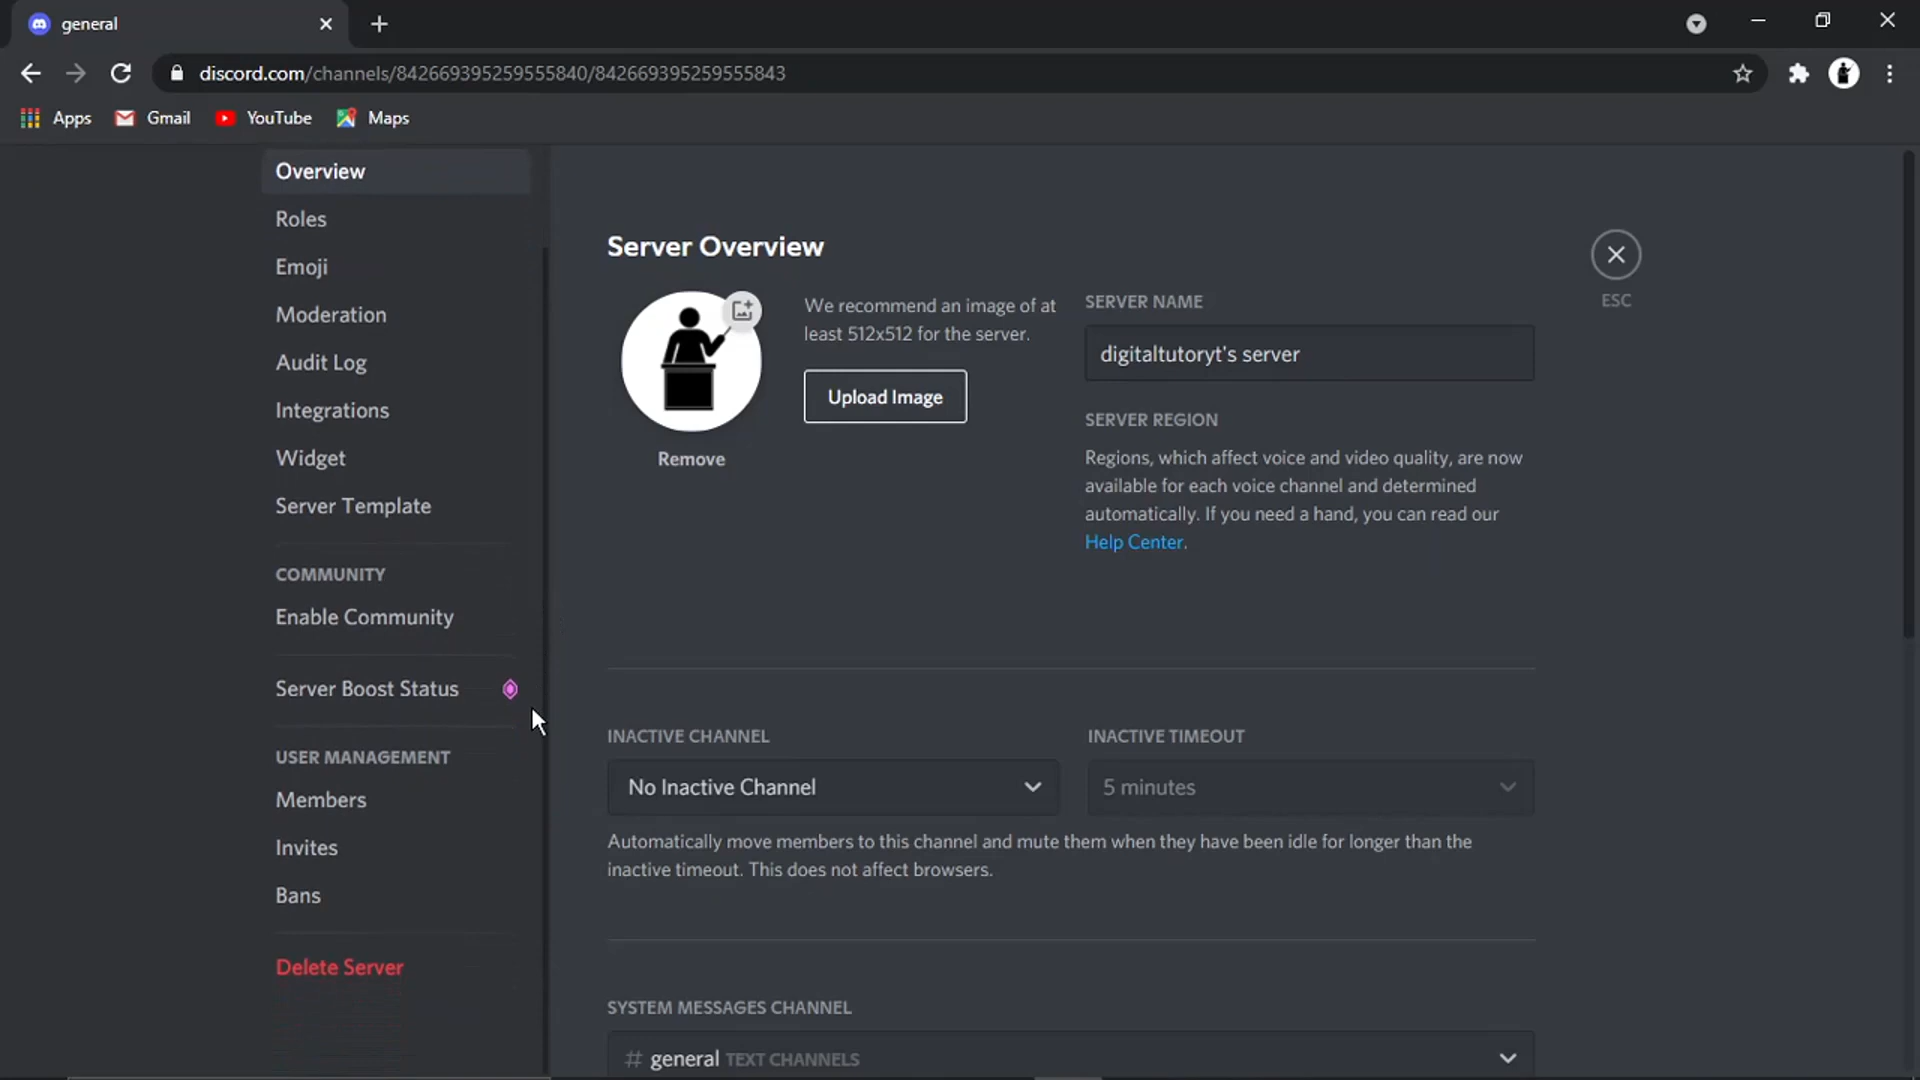 general
discord.com/channels/842669395259555840/842669395259555843
Apps
Gmail
YouTube
Maps
Overview
Roles
Emoji
Moderation
Audit Log
Integrations
Widget
Server Template
COMMUNITY
Enable Community
Server Boost Status
USER MANAGEMENT
Members
Invites
Bans
Delete Server
Server Overview
We recommend an image of at
least 512x512 for the server.
Upload Image
Remove
SERVER NAME
digitaltutoryt's server
SERVER REGION
Regions, which affect voice and video quality, are now
available for each voice channel and determined
automatically. If you need a hand, you can read our
Help Center.
ESC
INACTIVE CHANNEL
No Inactive Channel
INACTIVE TIMEOUT
5 minutes
Automatically move members to this channel and mute them when they have been idle for longer than the
inactive timeout. This does not affect browsers.
SYSTEM MESSAGES CHANNEL
# general TEXT CHANNELS